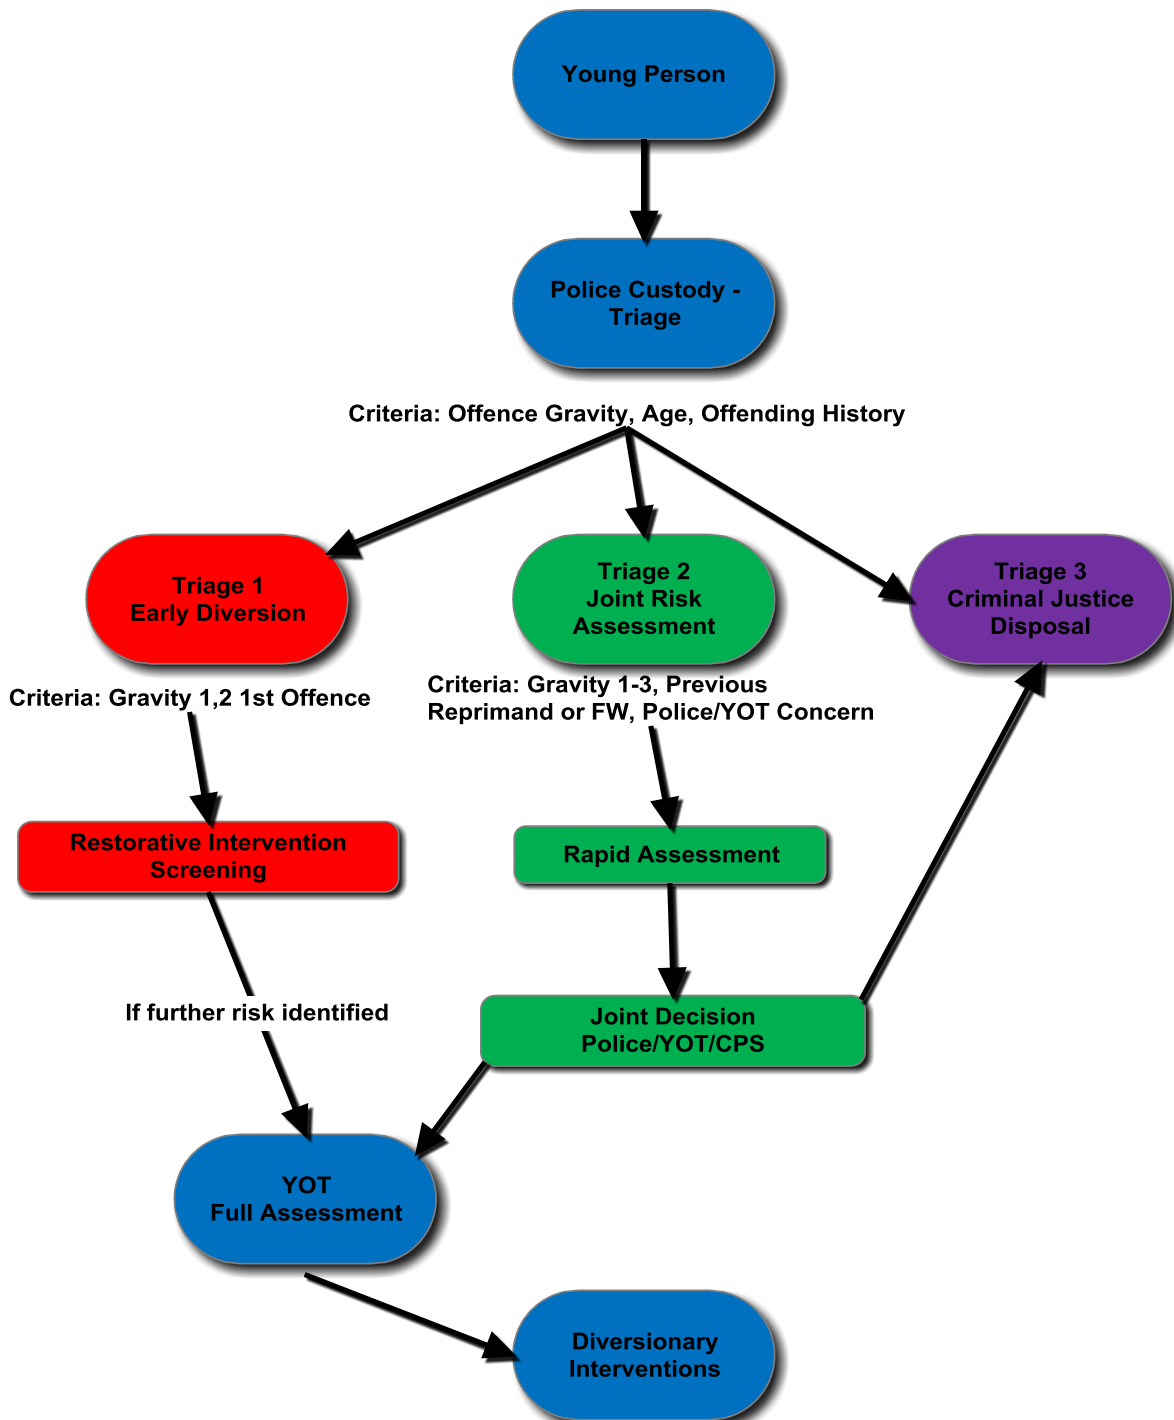 Young Person
Police Custody -
Triage
Criteria: Offence Gravity, Age, Offending History
Triage 1
Early Diversion
Triage 2
Joint Risk
Assessment
Triage 3
Criminal Justice
Disposal
Criteria: Gravity 1,2 1st Offence
Criteria: Gravity 1-3, Previous
Reprimand or FW, Police/YOT Concern
Restorative Intervention
Screening
Rapid Assessment
If further risk identified
Joint Decision
Police/YOT/CPS
YOT
Full Assessment
Diversionary
Interventions